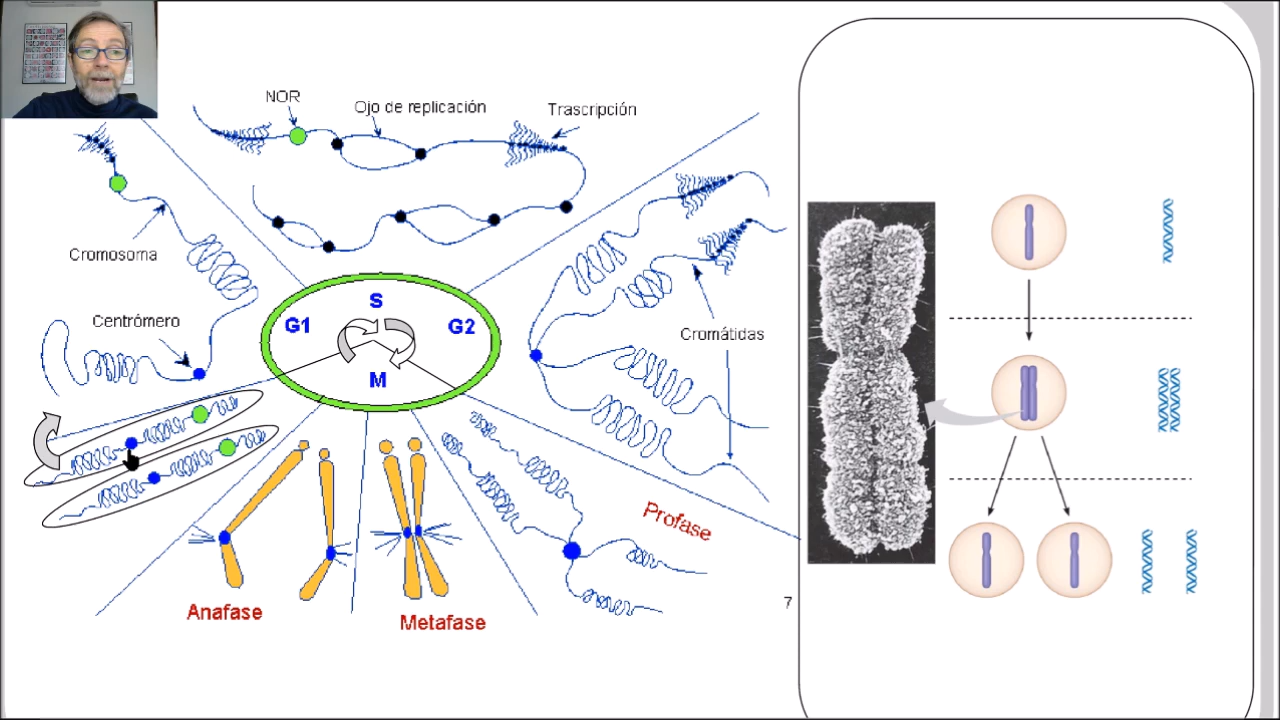 NOR
Ojo de replicación
Trascripción
Cromosoma
Centrómero
Cromátidas
S
G1
G2
M
Profase
Anafase
Metafase
7